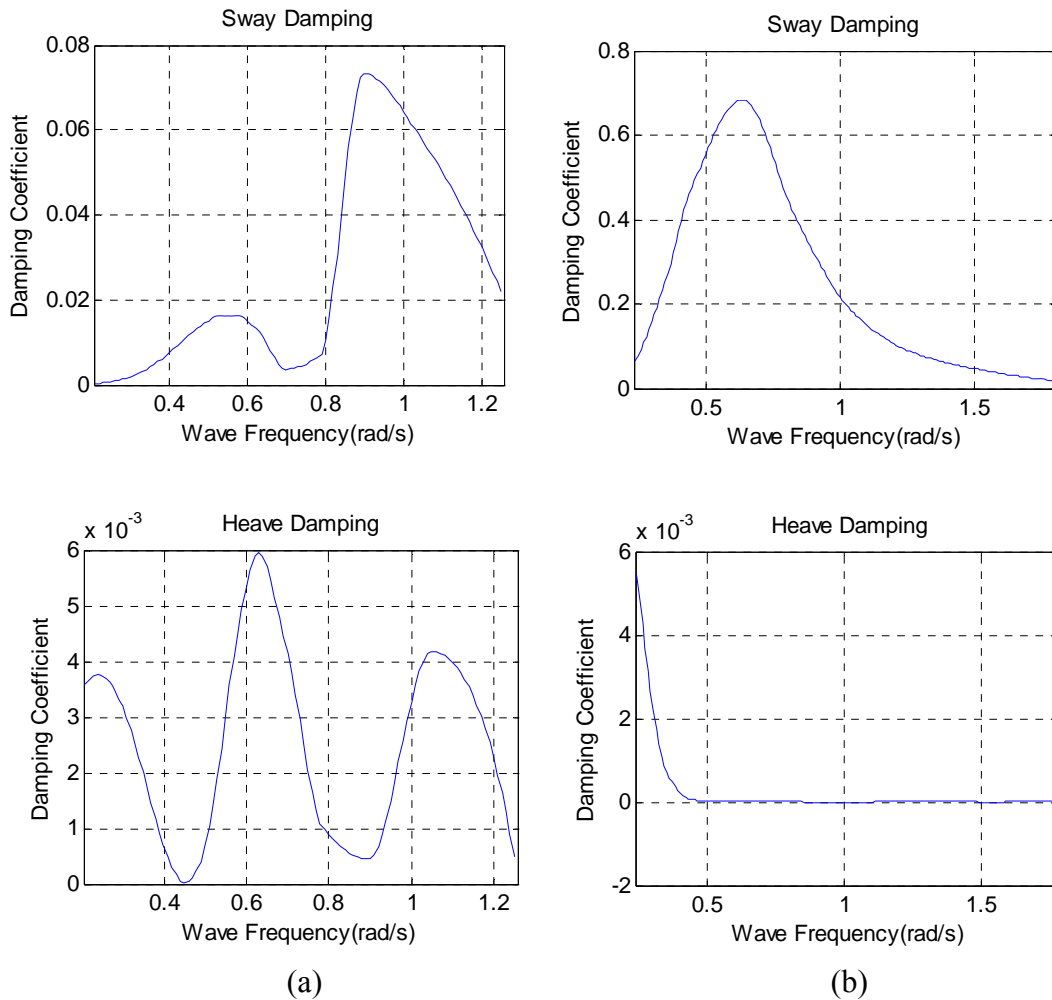 Sway Damping
0.08
0.06
0.04
0.02
0
Damping Coefficient
0.4 0.6 0.8 1 1.2
Wave Frequency(rad/s)
Sway Damping
0.8
0.6
0.4
0.2
0
Damping Coefficient
0.5 1 1.5
Wave Frequency(rad/s)
x 10-3
Heave Damping
6
5
4
3
2
1
0
Damping Coefficient
0.4 0.6 0.8 1 1.2
Wave Frequency(rad/s)
(a)
x 10-3
Heave Damping
6
4
2
0
-2
Damping Coefficient
0.5 1 1.5
Wave Frequency(rad/s)
(b)